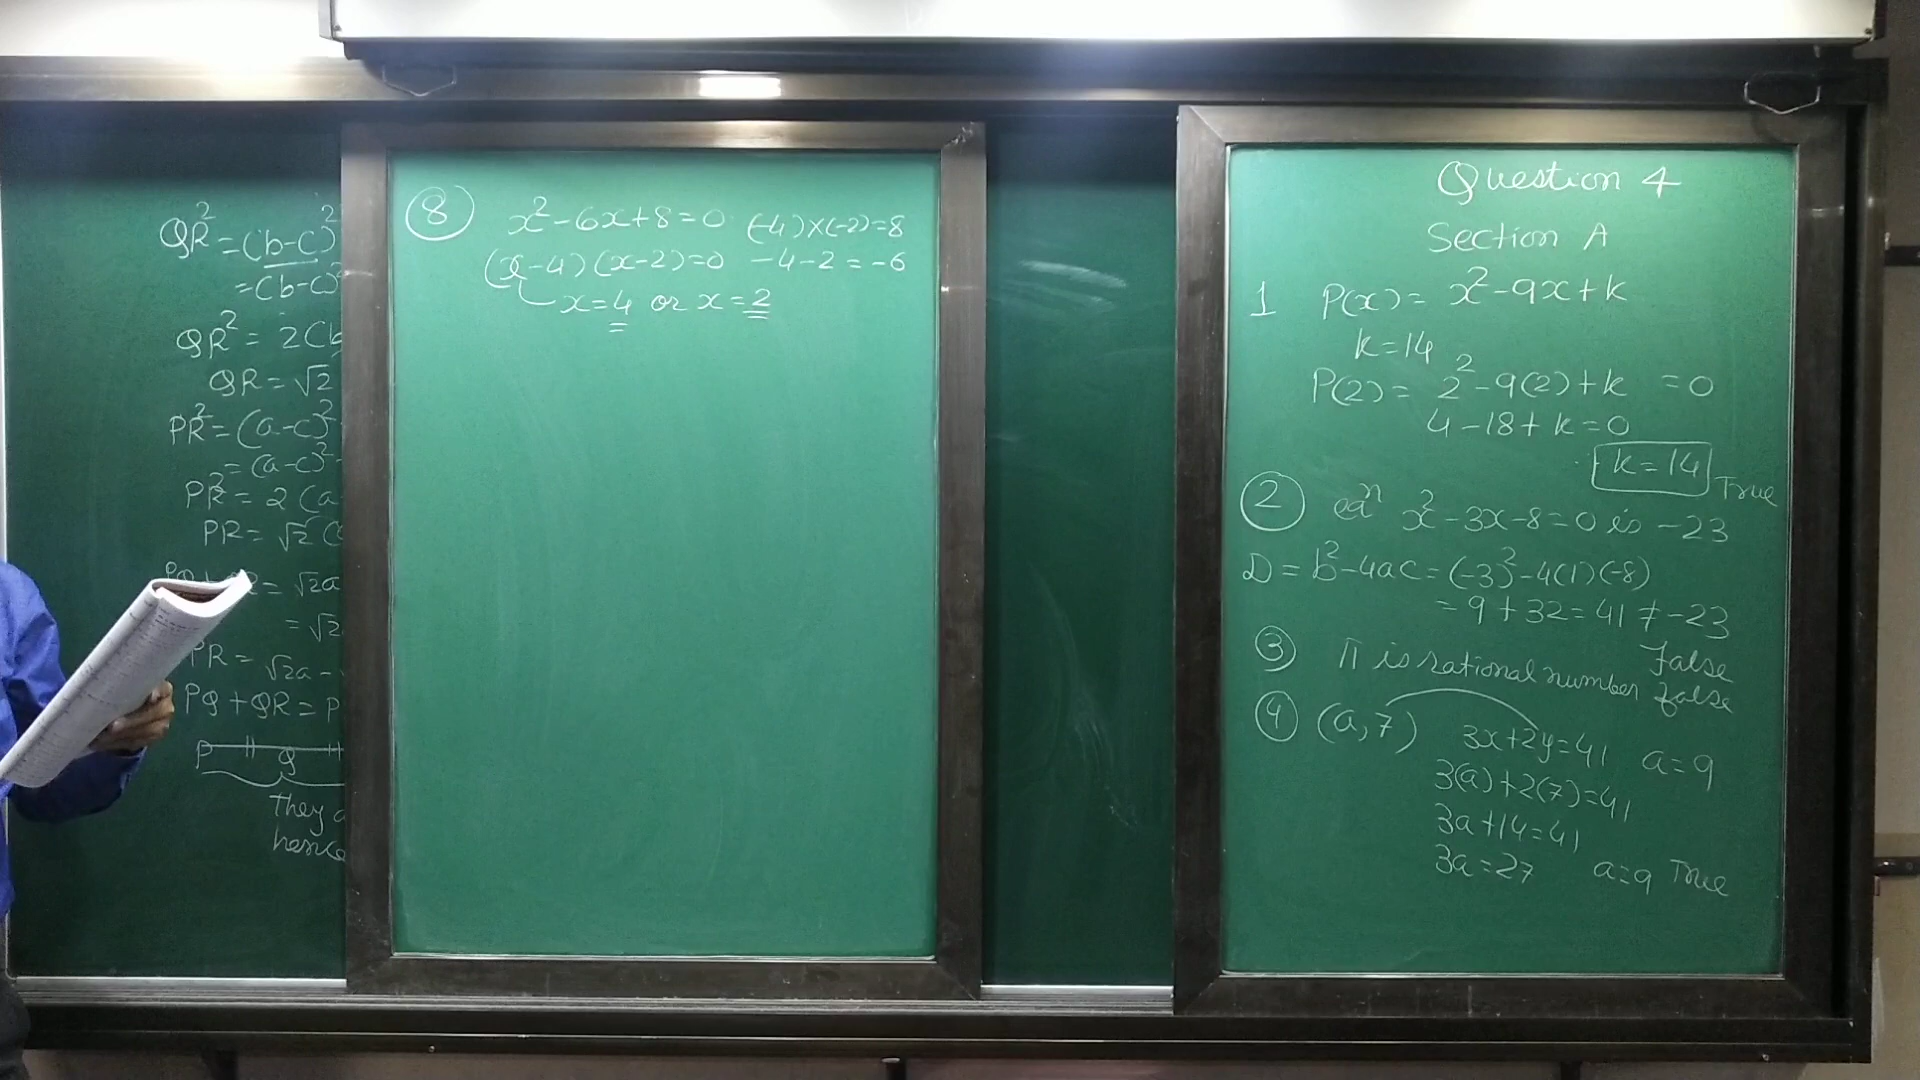 QR² = (b-c)²
= (b-c)²
QR² = 2(b
QR = √2
PR² = (a-c)²
= (a-c)² -
PR² = 2(a
PR = √2(
= √2a
= √2
PR = √2a -
PQ + QR = P
P Q
They
hence
⑧ x² - 6x + 8 = 0 (-4)×(-2)=8
(x-4)(x-2)=0 -4-2=-6
x=4 or x=2
Question 4
Section A
1 P(x) = x² - 9x + k
k=14
P(2) = 2² - 9(2) + k = 0
4 - 18 + k = 0
k = 14 True
② eqⁿ x² - 3x - 8 = 0 is -23
D = b² - 4ac = (-3)² - 4(1)(-8)
= 9 + 32 = 41 ≠ -23
False
③ π is rational number false
④ (a,7) 3x+2y=41 a=9
3(a)+2(7)=41
3a+14=41
3a=27 a=9 True